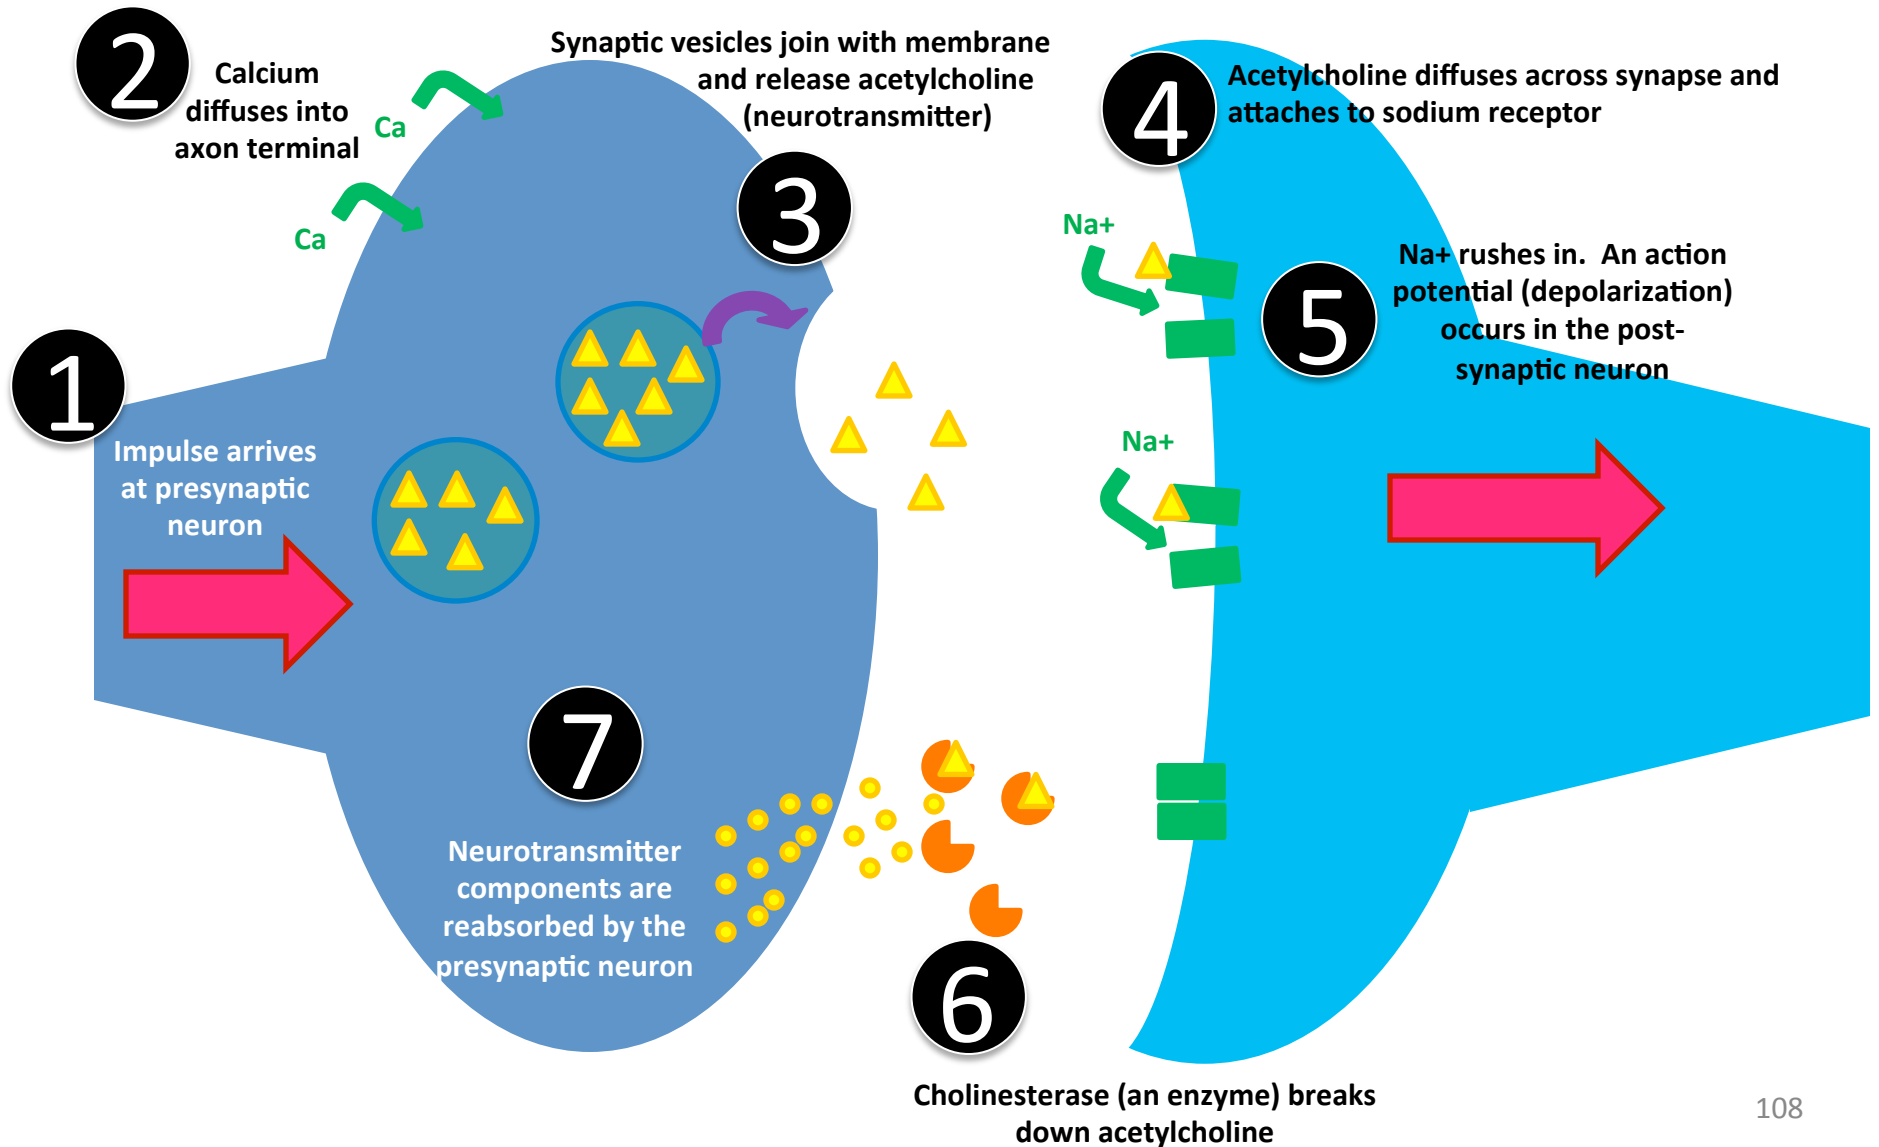 1
Impulse arrives
at presynaptic
neuron
2
Calcium
diffuses into
axon terminal
Ca
Ca
3
Synaptic vesicles join with membrane
and release acetylcholine
(neurotransmitter)
4
Acetylcholine diffuses across synapse and
attaches to sodium receptor
Na+
Na+
5
Na+ rushes in. An action
potential (depolarization)
occurs in the post-
synaptic neuron
6
Cholinesterase (an enzyme) breaks
down acetylcholine
7
Neurotransmitter
components are
reabsorbed by the
presynaptic neuron
108